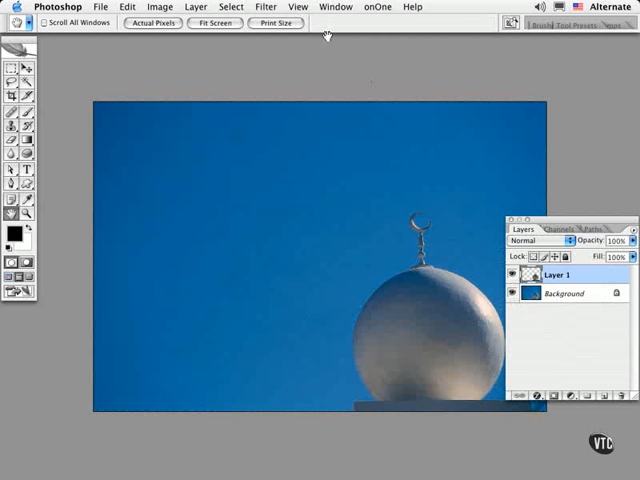 Photoshop File Edit Image Layer Select Filter View Window onOne Help Alternate
Scroll All Windows Actual Pixels Fit Screen Print Size Brush Tool Presets
Layers Channels Paths
Normal Opacity: 100%
Lock: Fill: 100%
Layer 1
Background
VTC